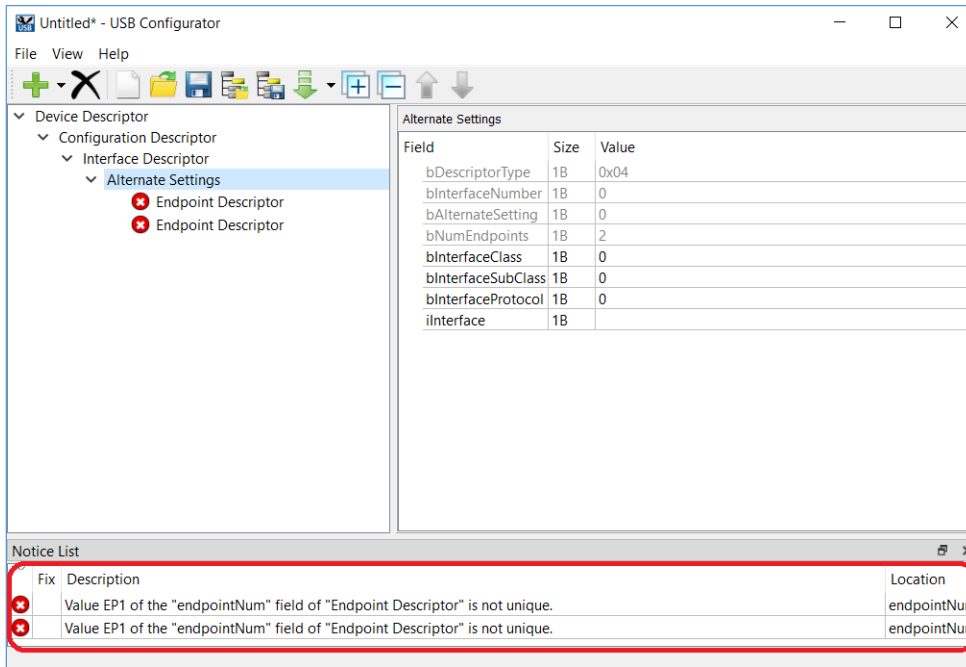 Untitled* - USB Configurator
File View Help
Device Descriptor
Configuration Descriptor
Interface Descriptor
Alternate Settings
Endpoint Descriptor
Endpoint Descriptor
Alternate Settings
Field Size Value
bDescriptorType 1B 0x04
bInterfaceNumber 1B 0
bAlternateSetting 1B 0
bNumEndpoints 1B 2
bInterfaceClass 1B 0
bInterfaceSubClass 1B 0
bInterfaceProtocol 1B 0
iInterface 1B
Notice List
Fix Description Location
Value EP1 of the "endpointNum" field of "Endpoint Descriptor" is not unique. endpointNu
Value EP1 of the "endpointNum" field of "Endpoint Descriptor" is not unique. endpointNu